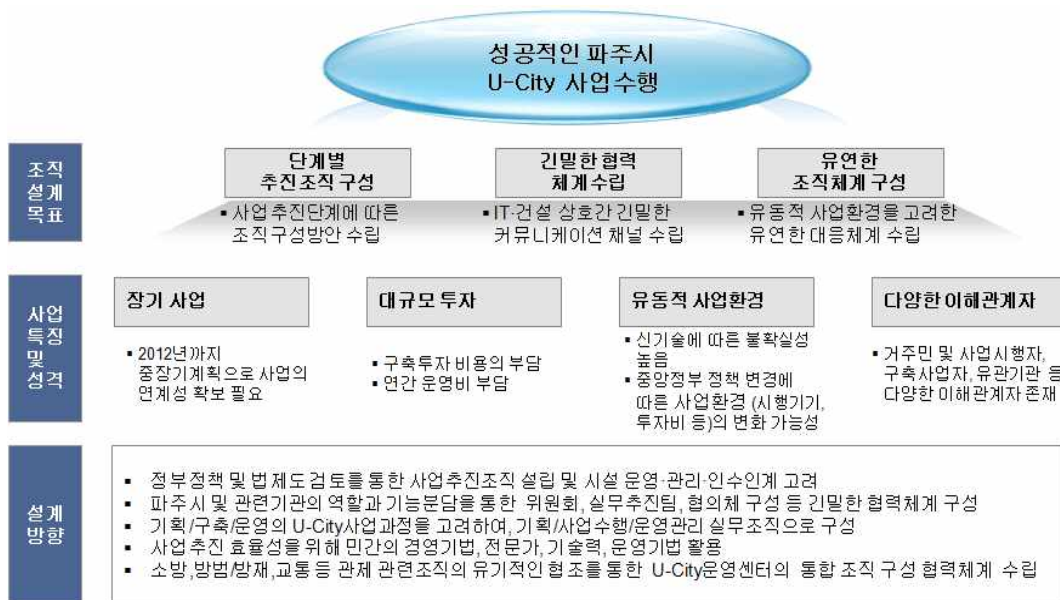 성공적인 파주시
U-City 사업수행
조직
설계
목표
단계별
추진조직 구성
긴밀한 협력
체계수립
유연한
조직체계 구성
▪ 사업 추진단계에 따른
조직 구성방안 수립
▪ IT·건설 상호간 긴밀한
커뮤니케이션 채널 수립
▪ 유동적 사업환경을 고려한
유연한 대응체계 수립
사업
특징
및
성격
장기 사업
대규모 투자
유동적 사업환경
다양한 이해관계자
▪ 2012년까지
중장기계획으로 사업의
연계성 확보 필요
▪ 구축투자 비용의 부담
▪ 연간 운영비 부담
▪ 신기술에 따른 불확실성
높음
▪ 중앙정부 정책 변경에
따른 사업환경 (시행기기,
투자비 등)의 변화 가능성
▪ 거주민 및 사업시행자,
구축사업자, 유관기관 등
다양한 이해관계자 존재
설계
방향
▪ 정부정책 및 법제도 검토를 통한 사업추진조직 설립 및 시설 운영·관리·인수인계 고려
▪ 파주시 및 관련기관의 역할과 기능분담을 통한 위원회, 실무추진팀, 협의체 구성 등 긴밀한 협력체계 구성
▪ 기획/구축/운영의 U-City사업과정을 고려하여, 기획/사업수행/운영관리 실무조직으로 구성
▪ 사업추진 효율성을 위해 민간의 경영기법, 전문가, 기술력, 운영기법 활용
▪ 소방,방범/방재,교통 등 관제 관련조직의 유기적인 협조를 통한 U-City운영센터의 통합 조직 구성 협력체계 수립